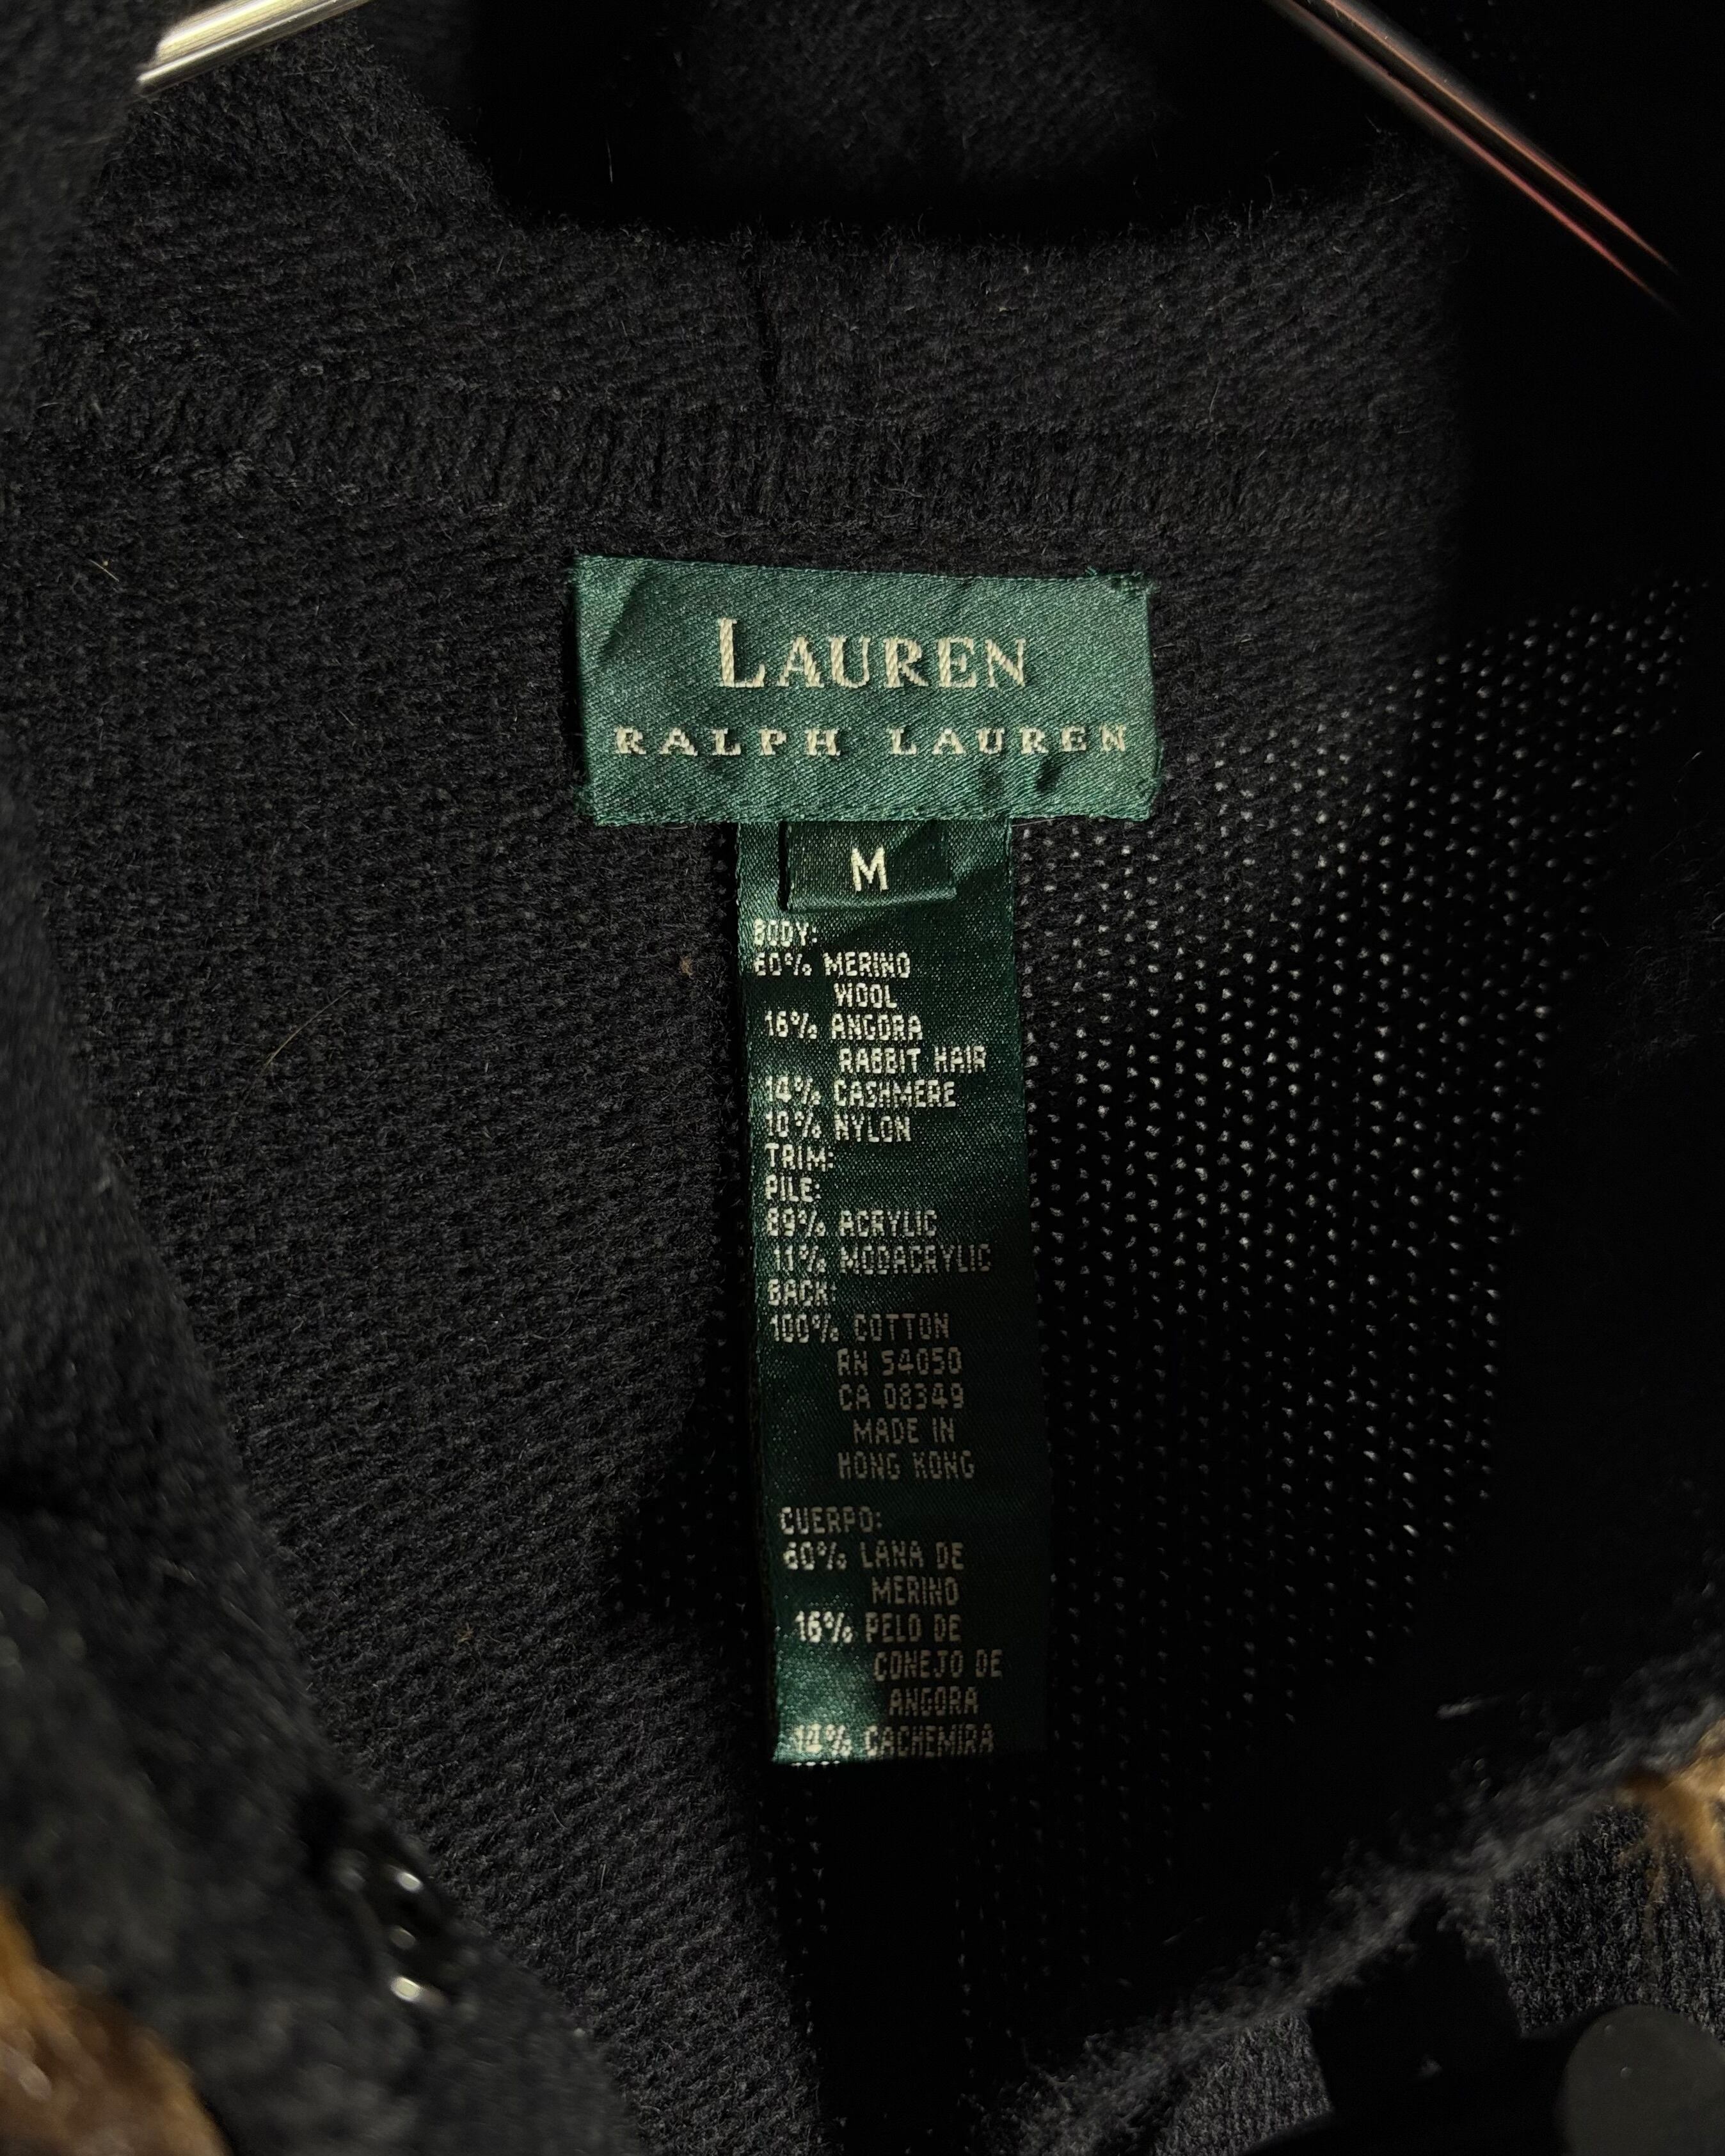 LAUREN
RALPH LAUREN
M
BODY:
60% MERINO
WOOL
16% ANGORA
RABBIT HAIR
14% CASHMERE
10% NYLON
TRIM:
PILE:
89% ACRYLIC
11% MODACRYLIC
BACK:
100% COTTON
RN 54050
CA 08349
MADE IN
HONG KONG
CUERPO:
60% LANA DE
MERINO
16% PELO DE
CONEJO DE
ANGORA
14% CACHEMIRA